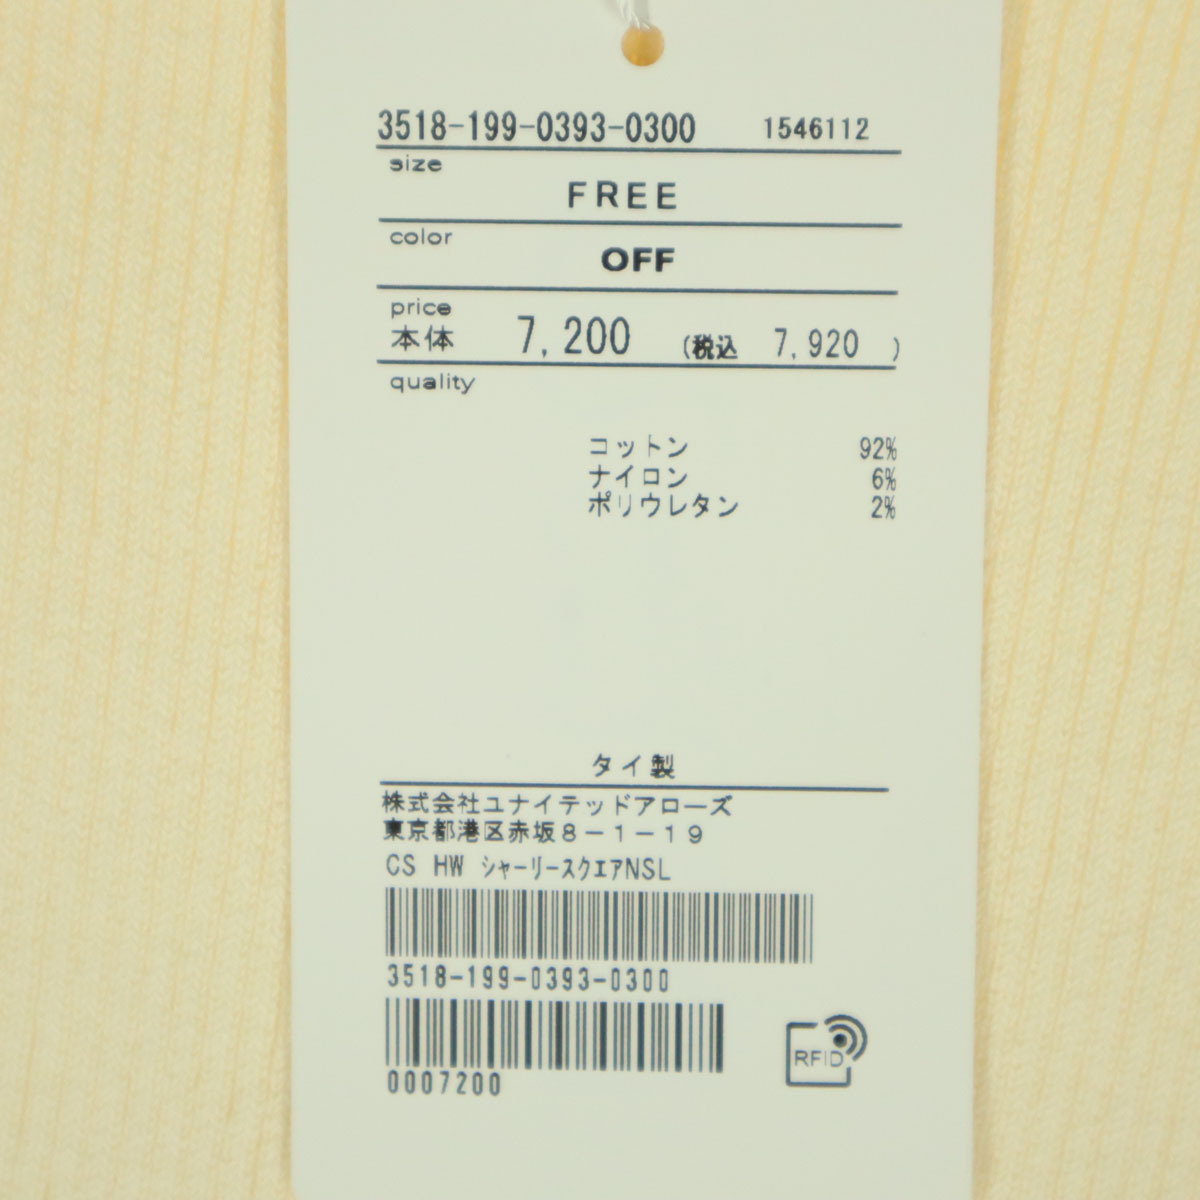 3518-199-0393-0300 1546112
size
FREE
color
OFF
price
本体 7,200 (税込 7,920 )
quality
コットン 92%
ナイロン 6%
ポリウレタン 2%
タイ製
株式会社ユナイテッドアローズ
東京都港区赤坂8-1-19
CS HW シャーリースクエアNSL
3518-199-0393-0300
0007200
RFID